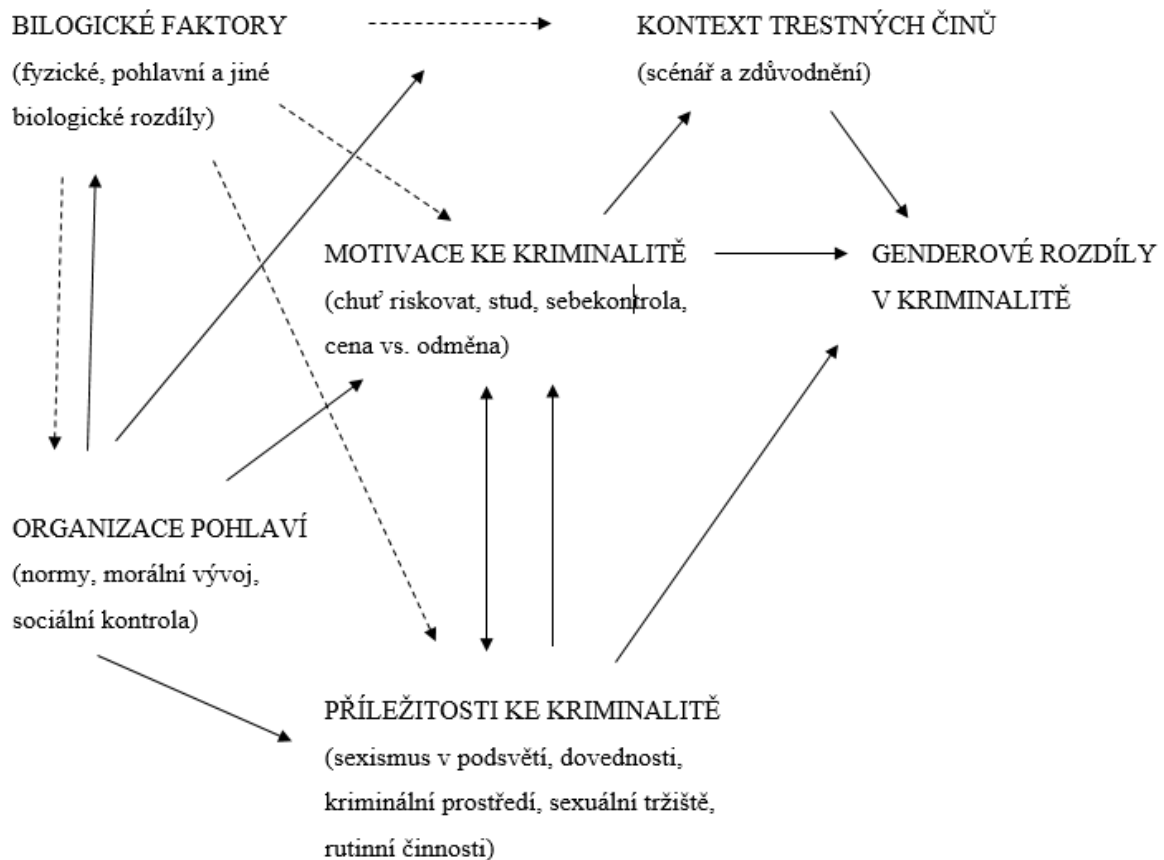 BILOGICKÉ FAKTORY
(fyzické, pohlavní a jiné
biologické rozdíly)
KONTEXT TRESTNÝCH ČINŮ
(scénář a zdůvodnění)
MOTIVACE KE KRIMINALITĚ
(chuť riskovat, stud, sebekontrola,
cena vs. odměna)
GENDEROVÉ ROZDÍLY
V KRIMINALITĚ
ORGANIZACE POHLAVÍ
(normy, morální vývoj,
sociální kontrola)
PŘÍLEŽITOSTI KE KRIMINALITĚ
(sexismus v podsvětí, dovednosti,
kriminální prostředí, sexuální tržiště,
rutinní činnosti)